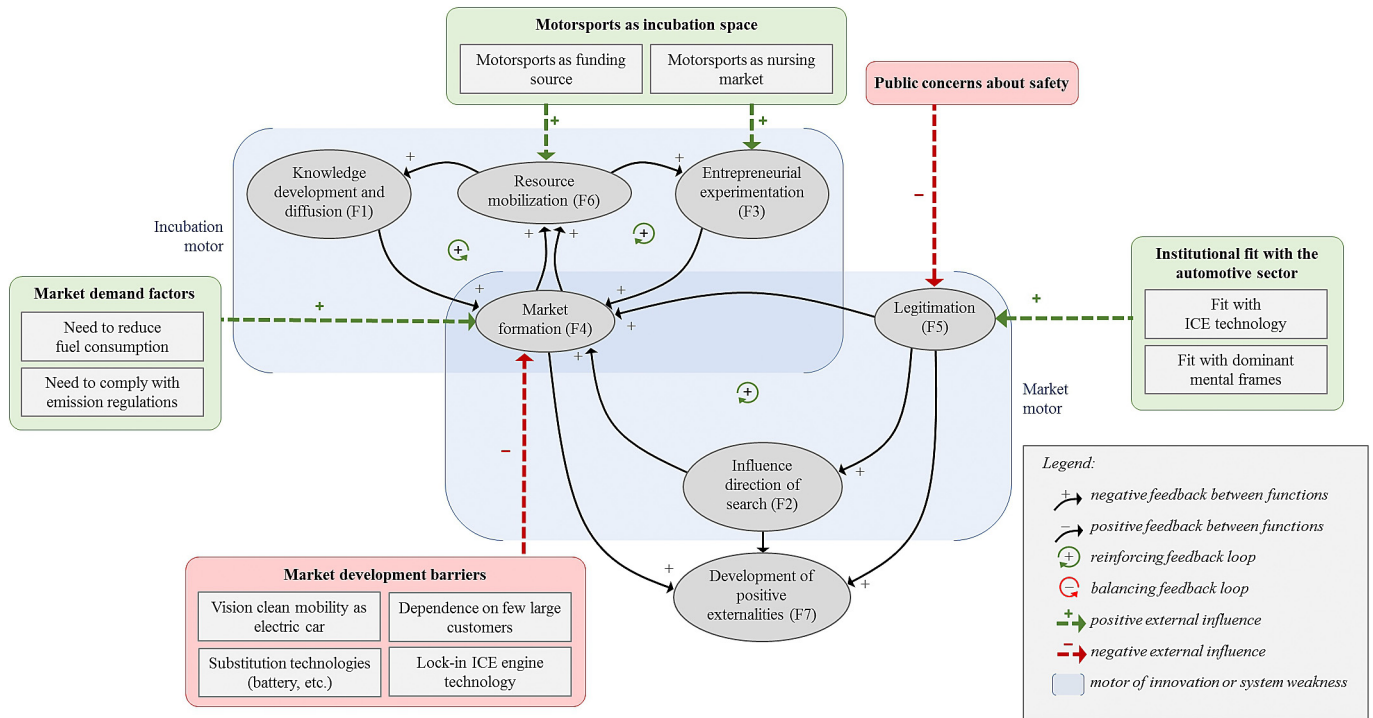 Motorsports as incubation space
Motorsports as funding
source
Motorsports as nursing
market
Public concerns about safety
+
+
−
Incubation
motor
Knowledge
development and
diffusion (F1)
+
Resource
mobilization (F6)
+
Entrepreneurial
experimentation
(F3)
+
+
+
+
Institutional fit with the
automotive sector
Fit with
ICE technology
Fit with dominant
mental frames
+
Market demand factors
Need to reduce
fuel consumption
Need to comply with
emission regulations
+
+
+
+
Market
formation (F4)
+
Legitimation
(F5)
+
Market
motor
−
Influence
direction of
search (F2)
+
Development of
positive
externalities (F7)
+
+
Market development barriers
Vision clean mobility as
electric car
Dependence on few large
customers
Substitution technologies
(battery, etc.)
Lock-in ICE engine
technology
Legend:
+ negative feedback between functions
− positive feedback between functions
+ reinforcing feedback loop
− balancing feedback loop
+ positive external influence
− negative external influence
motor of innovation or system weakness